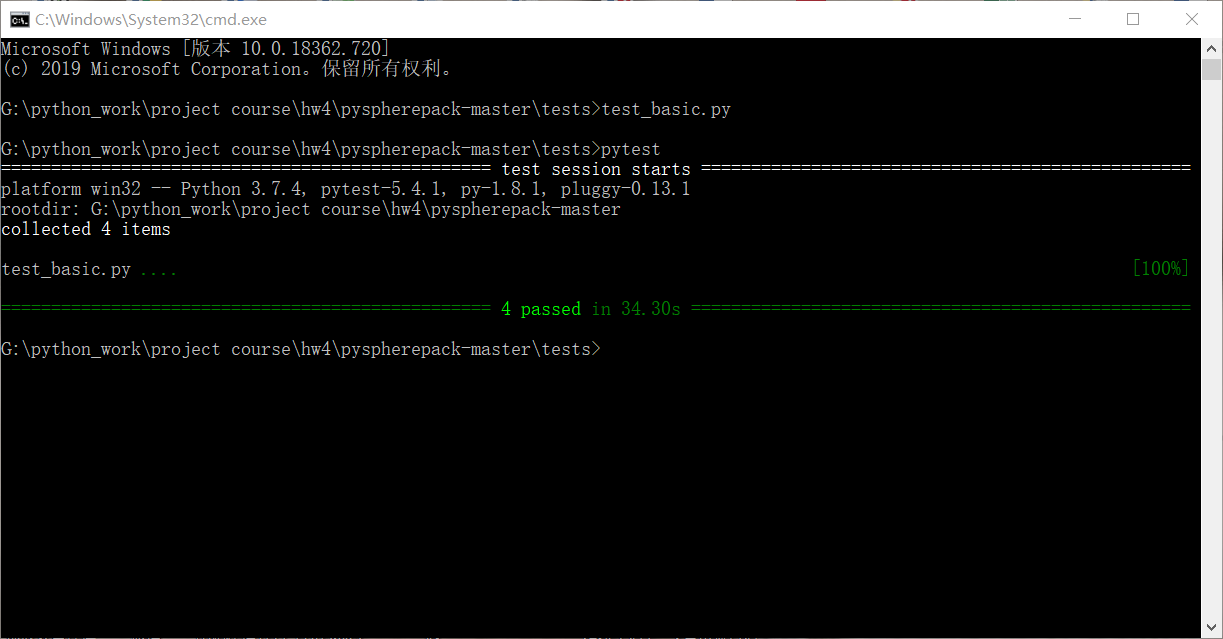 C:\Windows\System32\cmd.exe
Microsoft Windows [版本 10.0.18362.720]
(c) 2019 Microsoft Corporation。保留所有权利。
G:\python_work\project course\hw4\pyspherepack-master\tests>test_basic.py
G:\python_work\project course\hw4\pyspherepack-master\tests>pytest
================================================= test session starts =================================================
platform win32 -- Python 3.7.4, pytest-5.4.1, py-1.8.1, pluggy-0.13.1
rootdir: G:\python_work\project course\hw4\pyspherepack-master
collected 4 items
test_basic.py .... [100%]
================================================= 4 passed in 34.30s ==================================================
G:\python_work\project course\hw4\pyspherepack-master\tests>